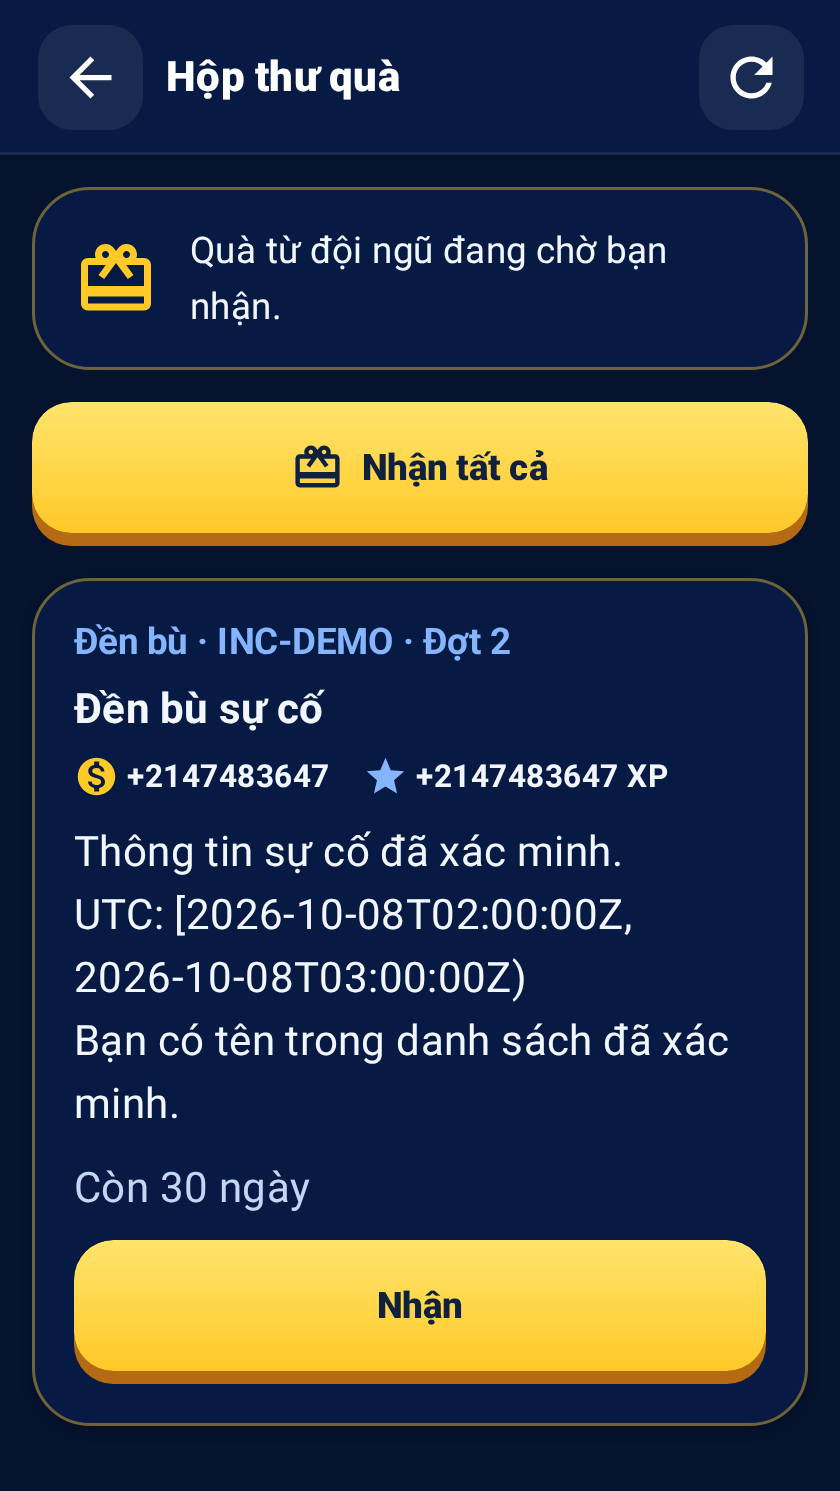 Hộp thư quà
Quà từ đội ngũ đang chờ bạn
nhận.
Nhận tất cả
Đền bù · INC-DEMO · Đợt 2
Đền bù sự cố
+2147483647 +2147483647 XP
Thông tin sự cố đã xác minh.
UTC: [2026-10-08T02:00:00Z,
2026-10-08T03:00:00Z)
Bạn có tên trong danh sách đã xác
minh.
Còn 30 ngày
Nhận